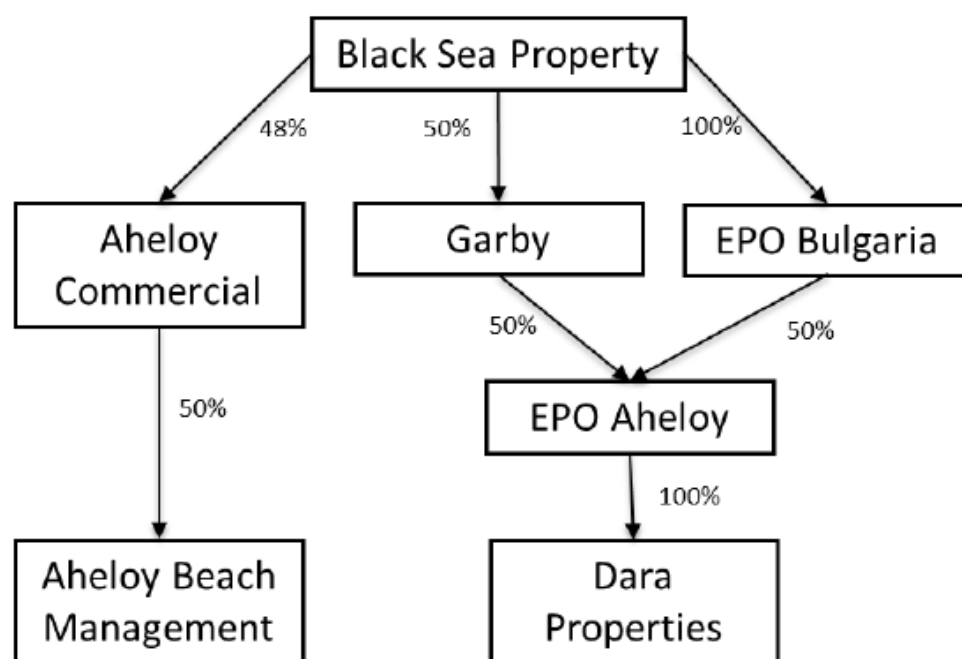 Black Sea Property
48%
50%
100%
Aheloy
Commercial
Garby
EPO Bulgaria
50%
50%
50%
EPO Aheloy
100%
Aheloy Beach
Management
Dara
Properties